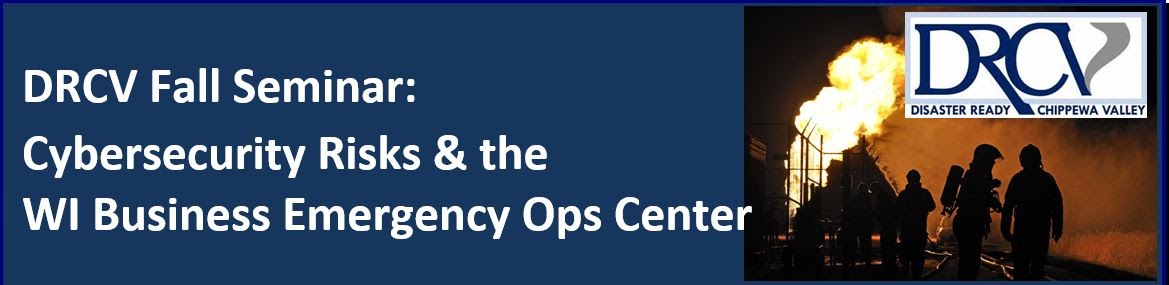 DRCV Fall Seminar:
Cybersecurity Risks & the
WI Business Emergency Ops Center
DRCV
DISASTER READY CHIPPEWA VALLEY